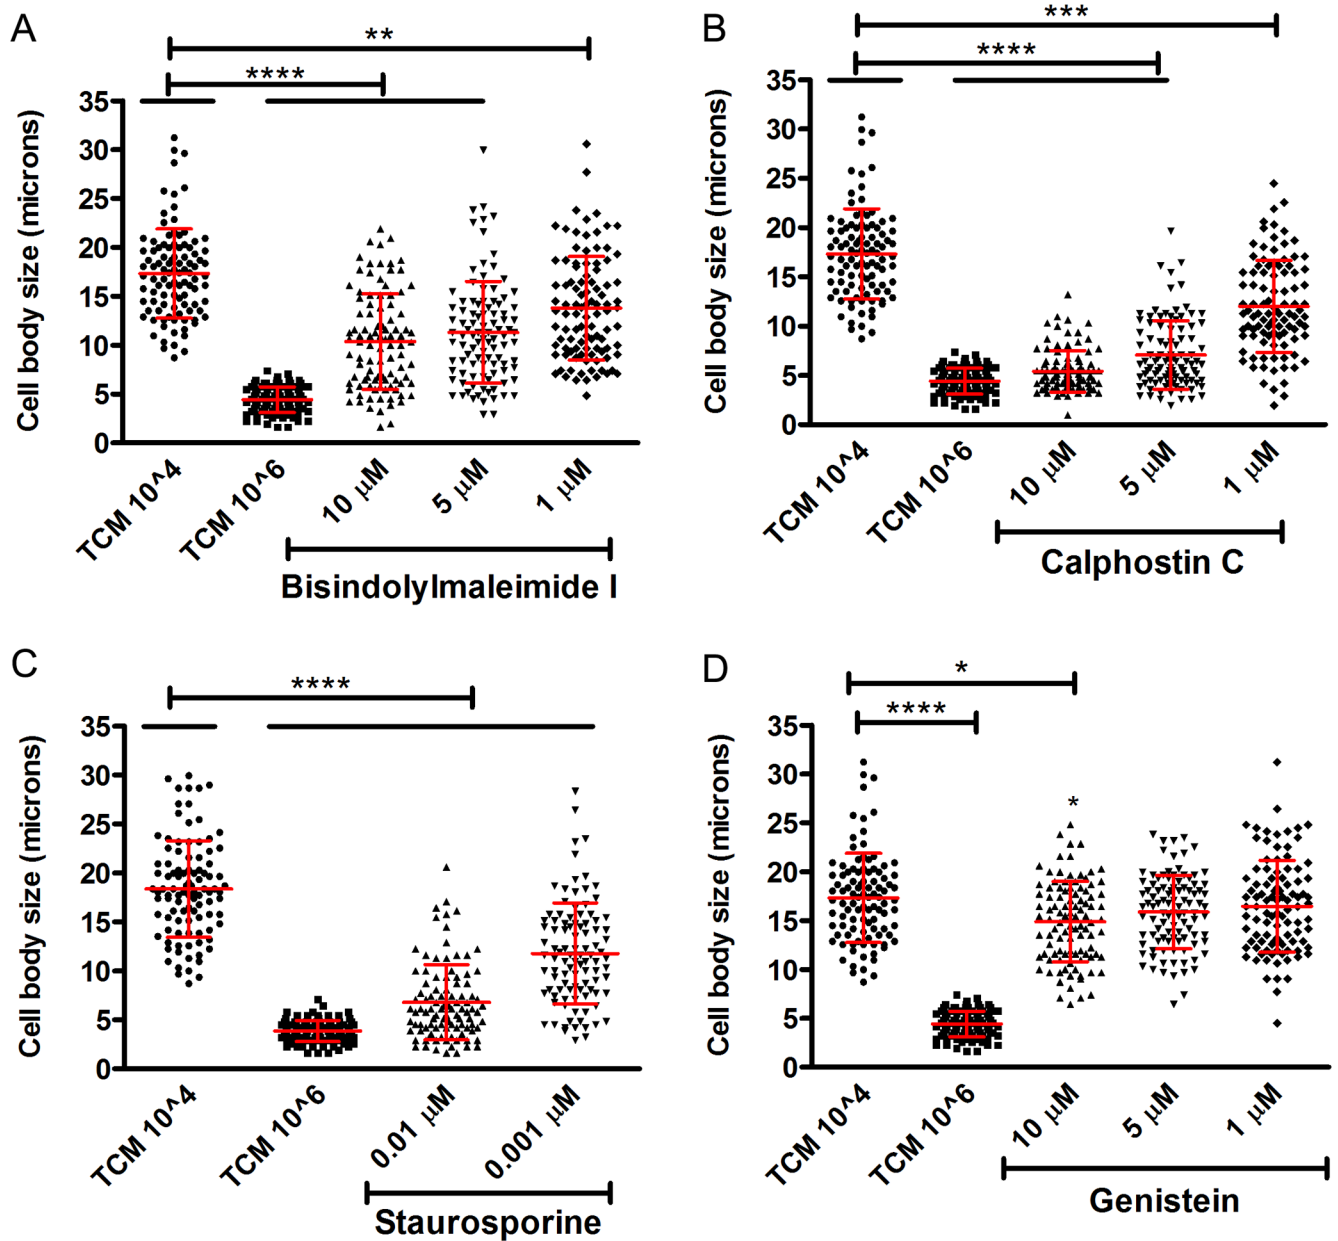 A
**
****
Cell body size (microns)
35
30
25
20
15
10
5
0
TCM 10^4
TCM 10^6
10 μM
5 μM
1 μM
Bisindolylmaleimide I
B
***
****
Cell body size (microns)
35
30
25
20
15
10
5
0
TCM 10^4
TCM 10^6
10 μM
5 μM
1 μM
Calphostin C
C
****
Cell body size (microns)
35
30
25
20
15
10
5
0
TCM 10^4
TCM 10^6
0.01 μM
0.001 μM
Staurosporine
D
*
****
*
Cell body size (microns)
35
30
25
20
15
10
5
0
TCM 10^4
TCM 10^6
10 μM
5 μM
1 μM
Genistein